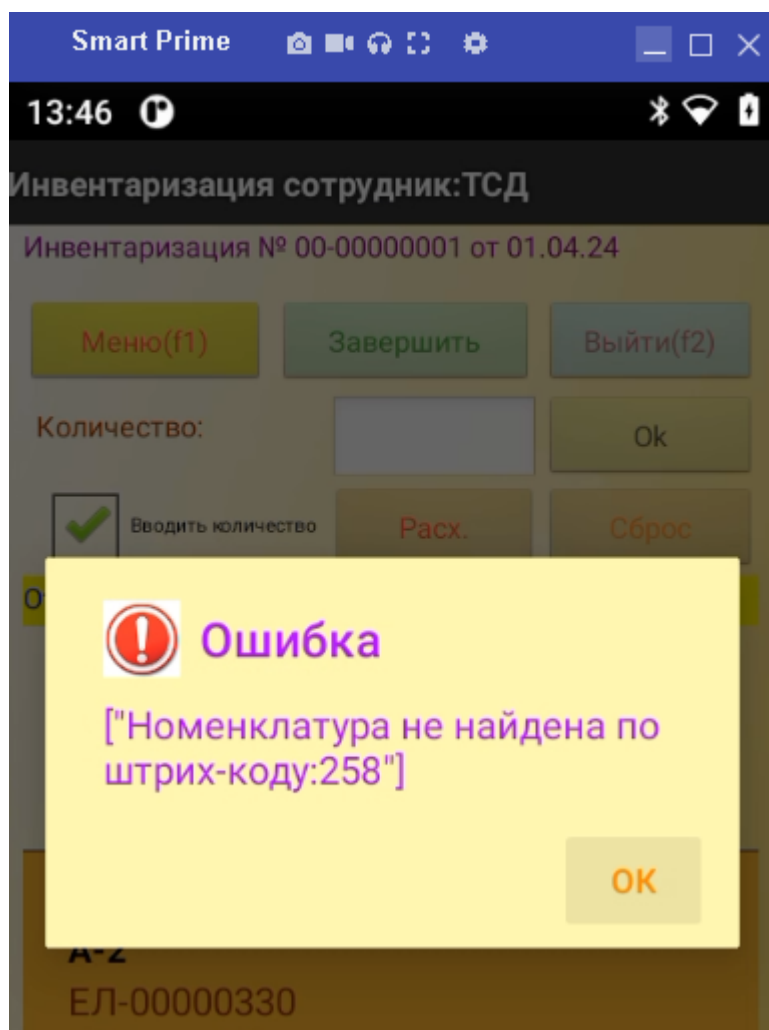 Smart Prime
13:46
Инвентаризация сотрудник:ТСД
Инвентаризация № 00-00000001 от 01.04.24
Меню(f1) Завершить Выйти(f2)
Количество: Ok
Вводить количество Расх. Сброс
Ошибка
["Номенклатура не найдена по
штрих-коду:258"]
ОК
А-2
ЕЛ-00000330